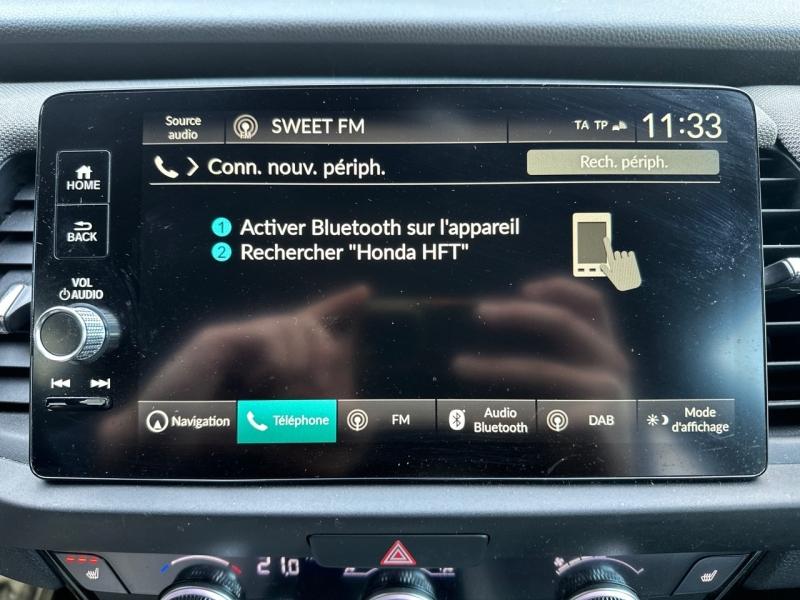 Source audio
FM
SWEET FM
TA TP
11:33
Conn. nouv. périph.
Rech. périph.
HOME
BACK
1 Activer Bluetooth sur l'appareil
2 Rechercher "Honda HFT"
VOL
AUDIO
Navigation
Téléphone
FM
Audio Bluetooth
DAB
Mode d'affichage
21.0